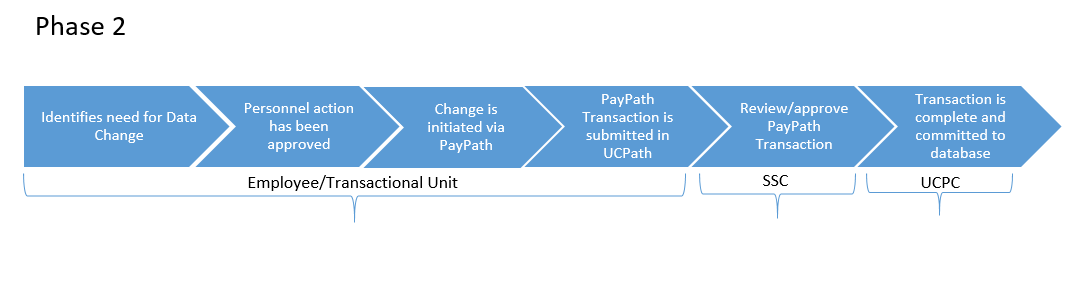 Phase 2
Identifies need for Data
Change
Personnel action
has been
approved
Change is
initiated via
PayPath
PayPath
Transaction is
submitted in
UCPath
Review/approve
PayPath
Transaction
Transaction is
complete and
committed to
database
Employee/Transactional Unit
SSC
UCPC